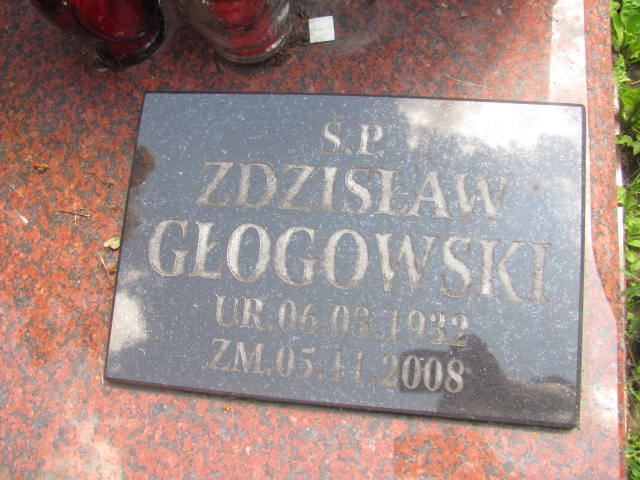 Ś.P.
ZDZISŁAW
GŁOGOWSKI
UR.06.03.1932
ZM.05.11.2008